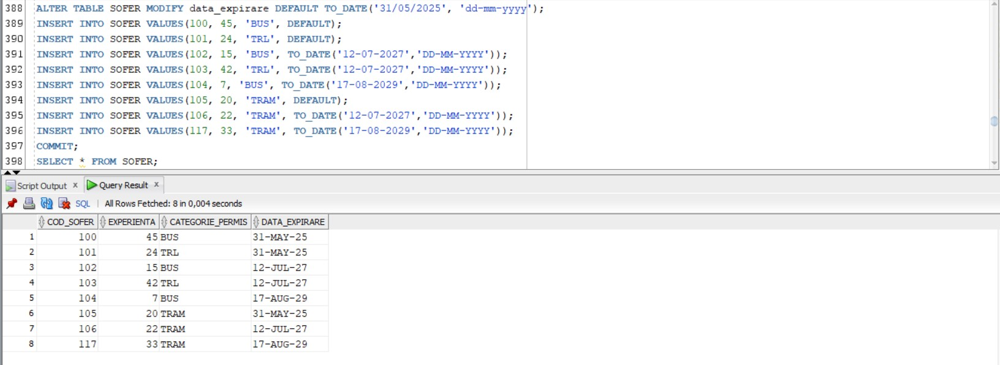 388 ALTER TABLE SOFER MODIFY data_expirare DEFAULT TO_DATE('31/05/2025', 'dd-mm-yyyy');
389 INSERT INTO SOFER VALUES(100, 45, 'BUS', DEFAULT);
390 INSERT INTO SOFER VALUES(101, 24, 'TRL', DEFAULT);
391 INSERT INTO SOFER VALUES(102, 15, 'BUS', TO_DATE('12-07-2027','DD-MM-YYYY'));
392 INSERT INTO SOFER VALUES(103, 42, 'TRL', TO_DATE('12-07-2027','DD-MM-YYYY'));
393 INSERT INTO SOFER VALUES(104, 7, 'BUS', TO_DATE('17-08-2029','DD-MM-YYYY'));
394 INSERT INTO SOFER VALUES(105, 20, 'TRAM', DEFAULT);
395 INSERT INTO SOFER VALUES(106, 22, 'TRAM', TO_DATE('12-07-2027','DD-MM-YYYY'));
396 INSERT INTO SOFER VALUES(117, 33, 'TRAM', TO_DATE('17-08-2029','DD-MM-YYYY'));
397 COMMIT;
398 SELECT * FROM SOFER;
Script Output x Query Result x
SQL | All Rows Fetched: 8 in 0,004 seconds
COD_SOFER EXPERIENTA CATEGORIE_PERMIS DATA_EXPIRARE
1 100 45 BUS 31-MAY-25
2 101 24 TRL 31-MAY-25
3 102 15 BUS 12-JUL-27
4 103 42 TRL 12-JUL-27
5 104 7 BUS 17-AUG-29
6 105 20 TRAM 31-MAY-25
7 106 22 TRAM 12-JUL-27
8 117 33 TRAM 17-AUG-29